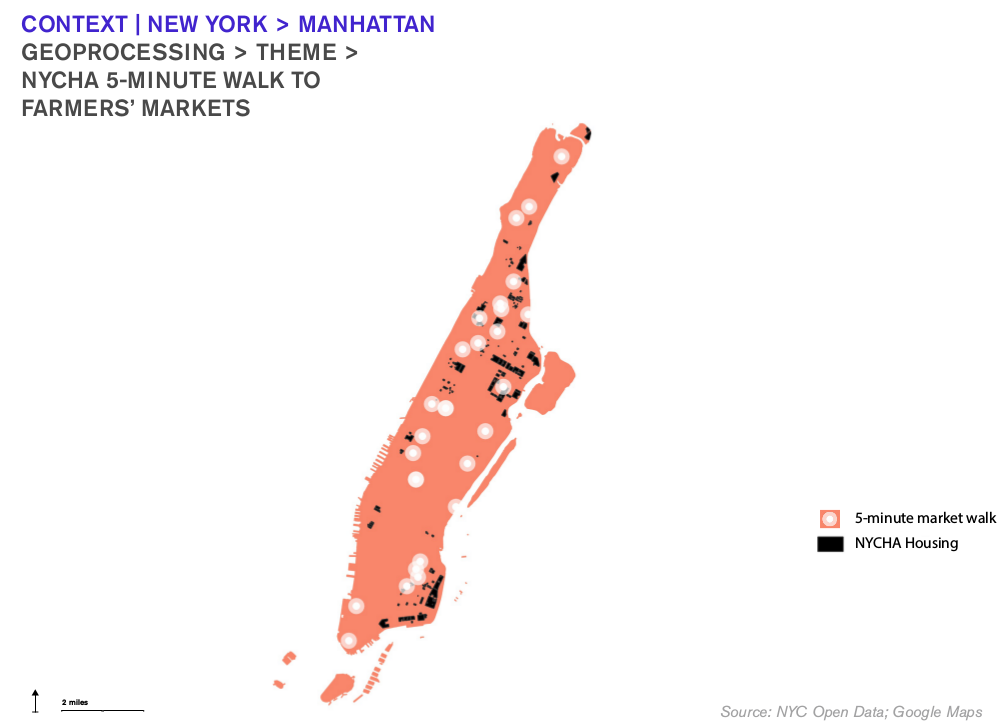 CONTEXT | NEW YORK > MANHATTAN
GEOPROCESSING > THEME >
NYCHA 5-MINUTE WALK TO
FARMERS’ MARKETS
5-minute market walk
NYCHA Housing
2 miles
Source: NYC Open Data; Google Maps